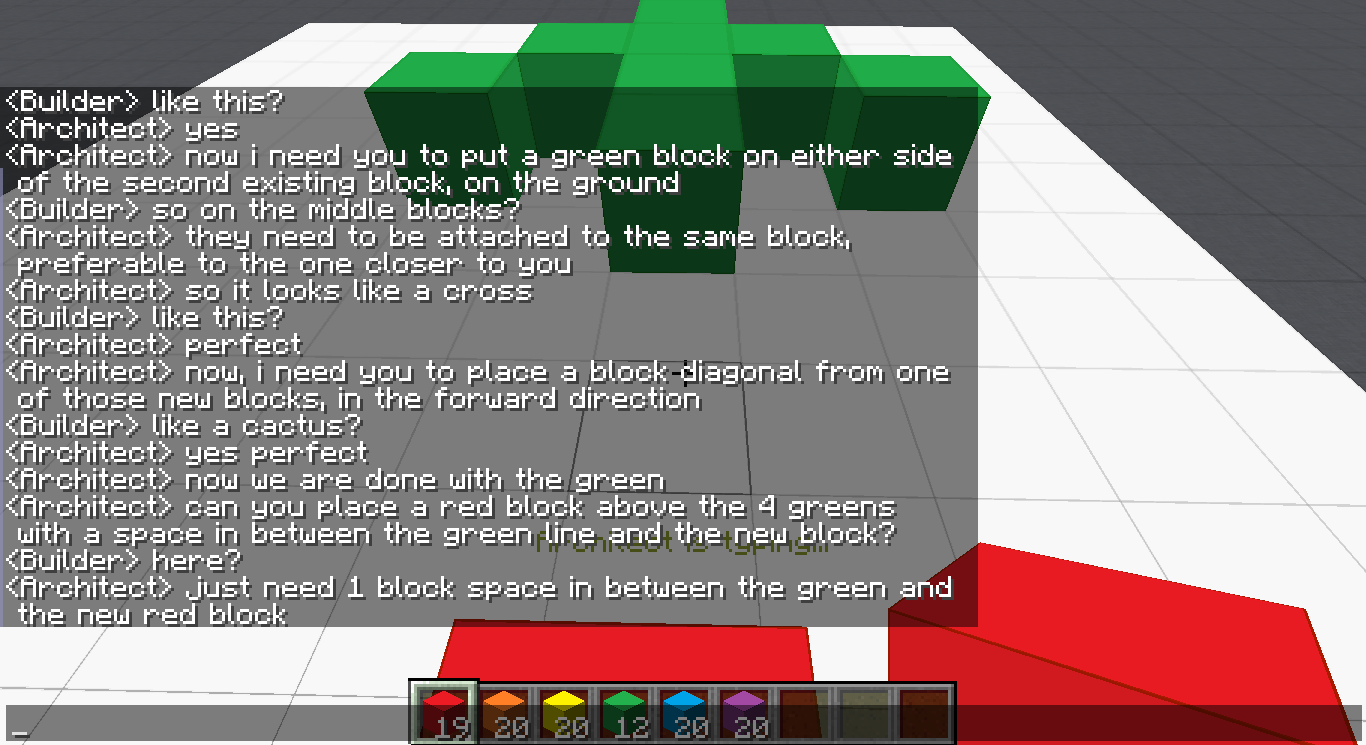 <Builder> like this?
<Architect> yes
<Architect> now i need you to put a green block on either side
of the second existing block, on the ground
<Builder> so on the middle blocks?
<Architect> they need to be attached to the same block,
preferable to the one closer to you
<Architect> so it looks like a cross
<Builder> like this?
<Architect> perfect
<Architect> now, i need you to place a block diagonal from one
of those new blocks, in the forward direction
<Builder> like a cactus?
<Architect> yes perfect
<Architect> now we are done with the green
<Architect> can you place a red block above the 4 greens
with a space in between the green line and the new block?
Architect is typing...
<Builder> here?
<Architect> just need 1 block space in between the green and
the new red block
19 20 20 12 20 20
_